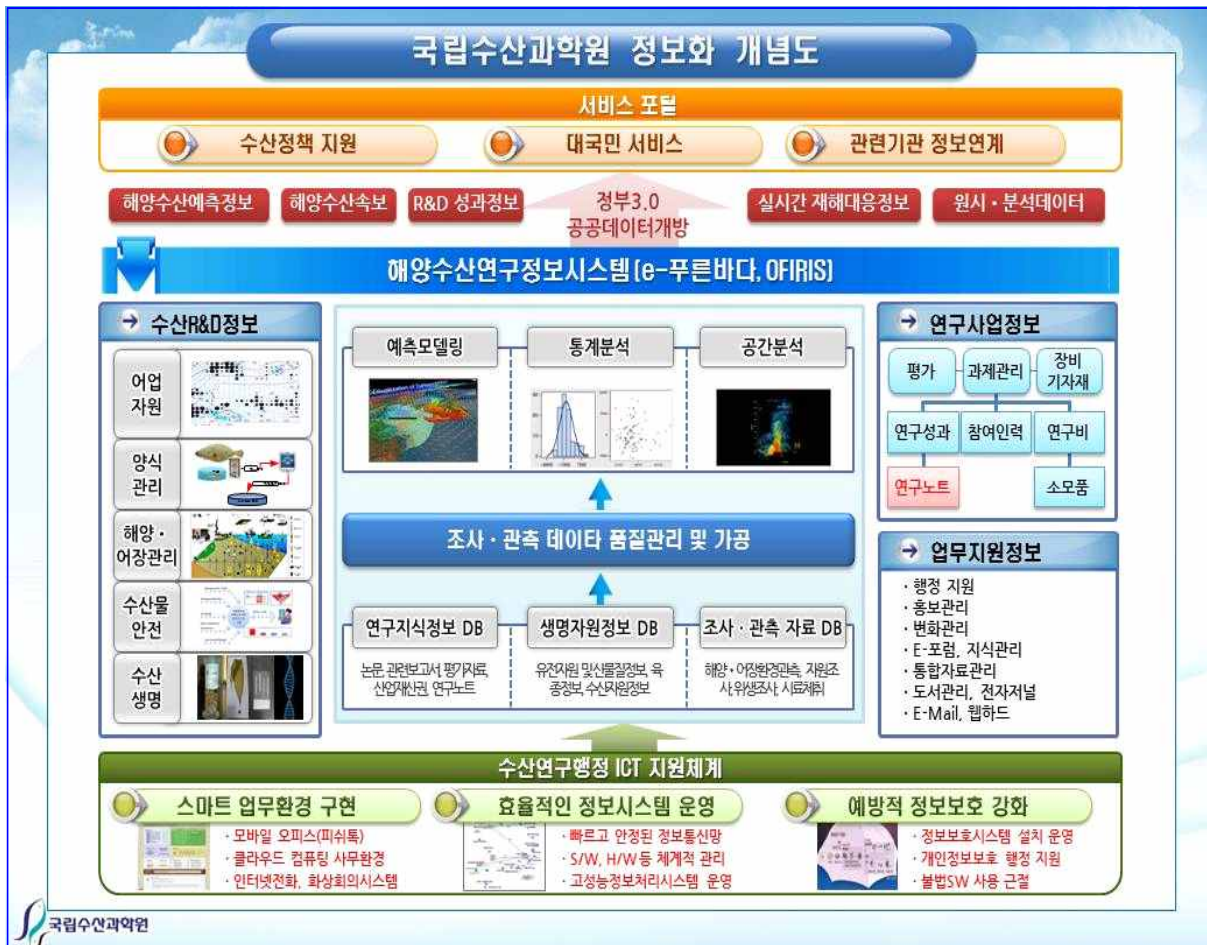 국립수산과학원 정보화 개념도
서비스 포털
수산정책 지원
대국민 서비스
관련기관 정보연계
해양수산예측정보
해양수산속보
R&D 성과정보
정부3.0
공공데이터개방
실시간 재해대응정보
원시·분석데이터
해양수산연구정보시스템(e-푸른바다, OFIRIS)
수산R&D정보
어업
자원
양식
관리
해양·
어장관리
수산물
안전
수산
생명
예측모델링
통계분석
공간분석
조사·관측 데이타 품질관리 및 가공
연구지식정보 DB
생명자원정보 DB
조사·관측 자료 DB
논문, 관련보고서, 평가자료,
산업재산권, 연구노트
유전자원 및 신물질정보, 육
종정보, 수산자원정보
해양·어장환경관측, 자원조
사, 위생조사, 시료채취
연구사업정보
평가
과제관리
장비
기자재
연구성과
참여인력
연구비
연구노트
소모품
업무지원정보
· 행정 지원
· 홍보관리
· 변화관리
· E-포럼, 지식관리
· 통합자료관리
· 도서관리, 전자저널
· E-Mail, 웹하드
수산연구행정 ICT 지원체계
스마트 업무환경 구현
· 모바일 오피스(피쉬톡)
· 클라우드 컴퓨팅 사무환경
· 인터넷전화, 화상회의시스템
효율적인 정보시스템 운영
· 빠르고 안정된 정보통신망
· S/W, H/W등 체계적 관리
· 고성능정보처리시스템 운영
예방적 정보보호 강화
· 정보보호시스템 설치 운영
· 개인정보보호 행정 지원
· 불법SW 사용 근절
국립수산과학원